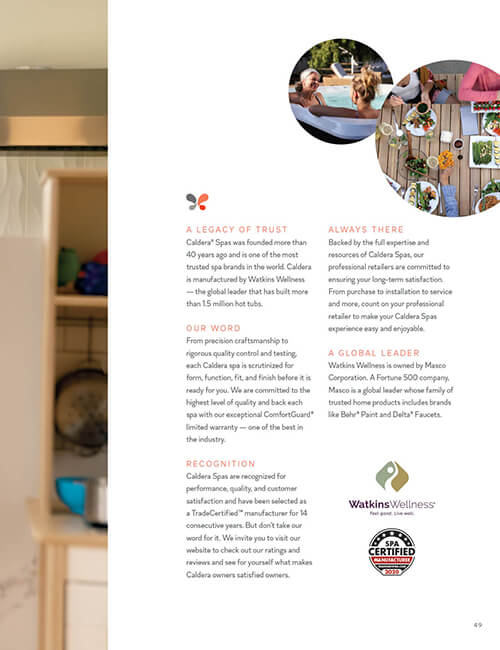 A LEGACY OF TRUST
Caldera® Spas was founded more than
40 years ago and is one of the most
trusted spa brands in the world. Caldera
is manufactured by Watkins Wellness
— the global leader that has built more
than 1.5 million hot tubs.
OUR WORD
From precision craftsmanship to
rigorous quality control and testing,
each Caldera spa is scrutinized for
form, function, fit, and finish before it is
ready for you. We are committed to the
highest level of quality and back each
spa with our exceptional ComfortGuard®
limited warranty — one of the best in
the industry.
RECOGNITION
Caldera Spas are recognized for
performance, quality, and customer
satisfaction and have been selected as
a TradeCertified™ manufacturer for 14
consecutive years. But don't take our
word for it. We invite you to visit our
website to check out our ratings and
reviews and see for yourself what makes
Caldera owners satisfied owners.
ALWAYS THERE
Backed by the full expertise and
resources of Caldera Spas, our
professional retailers are committed to
ensuring your long-term satisfaction.
From purchase to installation to service
and more, count on your professional
retailer to make your Caldera Spas
experience easy and enjoyable.
A GLOBAL LEADER
Watkins Wellness is owned by Masco
Corporation. A Fortune 500 company,
Masco is a global leader whose family of
trusted home products includes brands
like Behr® Paint and Delta® Faucets.
WatkinsWellness®
Feel good. Live well.
SPA
CERTIFIED
MANUFACTURER
2020
49